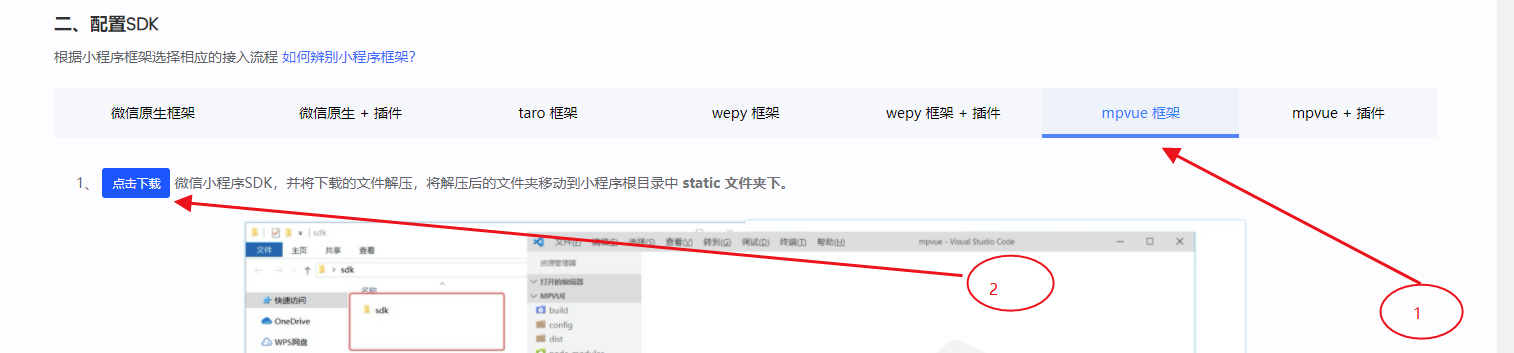 二、配置SDK
根据小程序框架选择相应的接入流程 如何辨别小程序框架?
微信原生框架 微信原生 + 插件 taro 框架 wepy 框架 wepy 框架 + 插件 mpvue 框架 mpvue + 插件
1、 点击下载 微信小程序SDK，并将下载的文件解压，将解压后的文件夹移动到小程序根目录中 static 文件夹下。
sdk
文件 主页 共享 查看
sdk
名称
快速访问
sdk
OneDrive
WPS网盘
文件(F) 编辑(E) 选择(S) 查看(V) 转到(G) 调试(D) 终端(T) 帮助(H) mpvue - Visual Studio Code
资源管理器
打开的编辑器
MPVUE
build
config
dist
node_modules
2
1